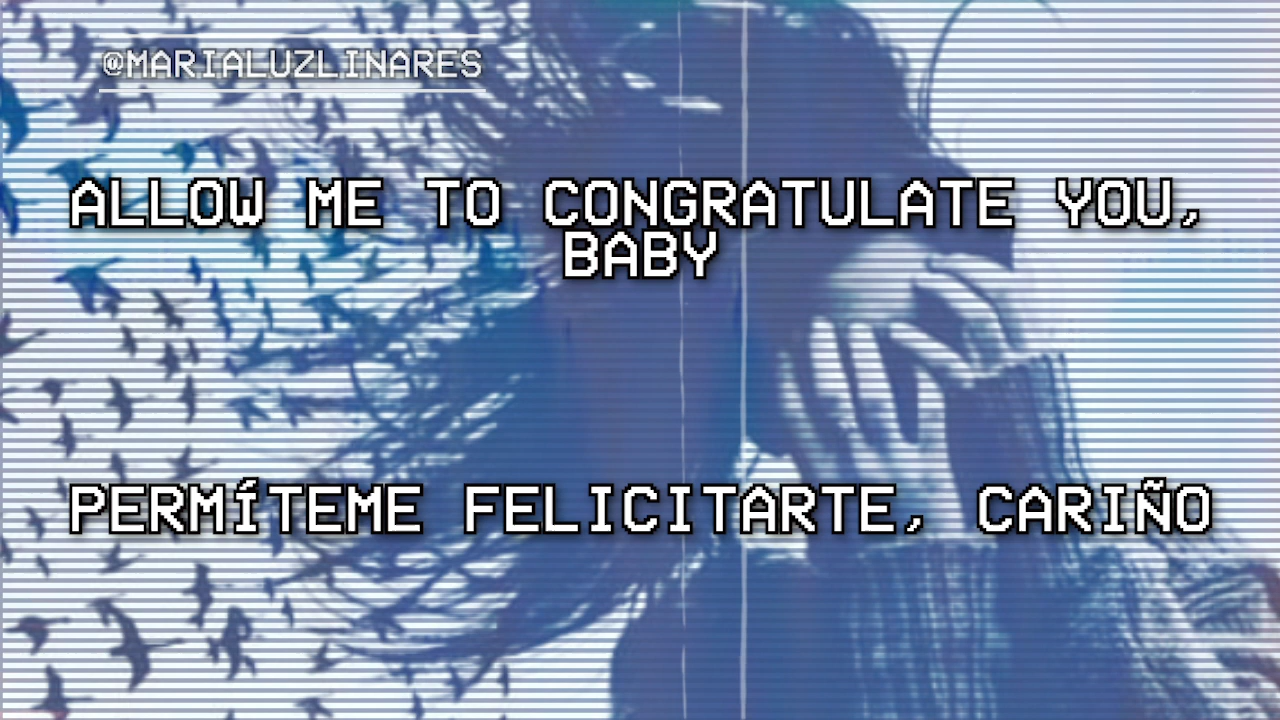 @MARIALUZLINARES
ALLOW ME TO CONGRATULATE YOU,
BABY
PERMÍTEME FELICITARTE, CARIÑO